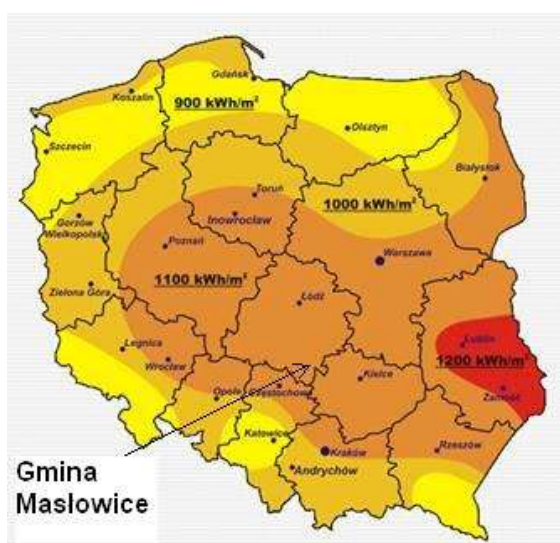 Gdańsk
Koszalin
900 kWh/m²
Olsztyn
Szczecin
Białystok
Toruń
1000 kWh/m²
Inowrocław
Gorzów
Wielkopolski
Poznań
Warszawa
1100 kWh/m²
Zielona Góra
Łódź
Legnica
Lublin
Wrocław
1200 kWh/m²
Kielce
Opole
Częstochowa
Zamość
Katowice
Kraków
Rzeszów
Andrychów
Gmina
Masłowice